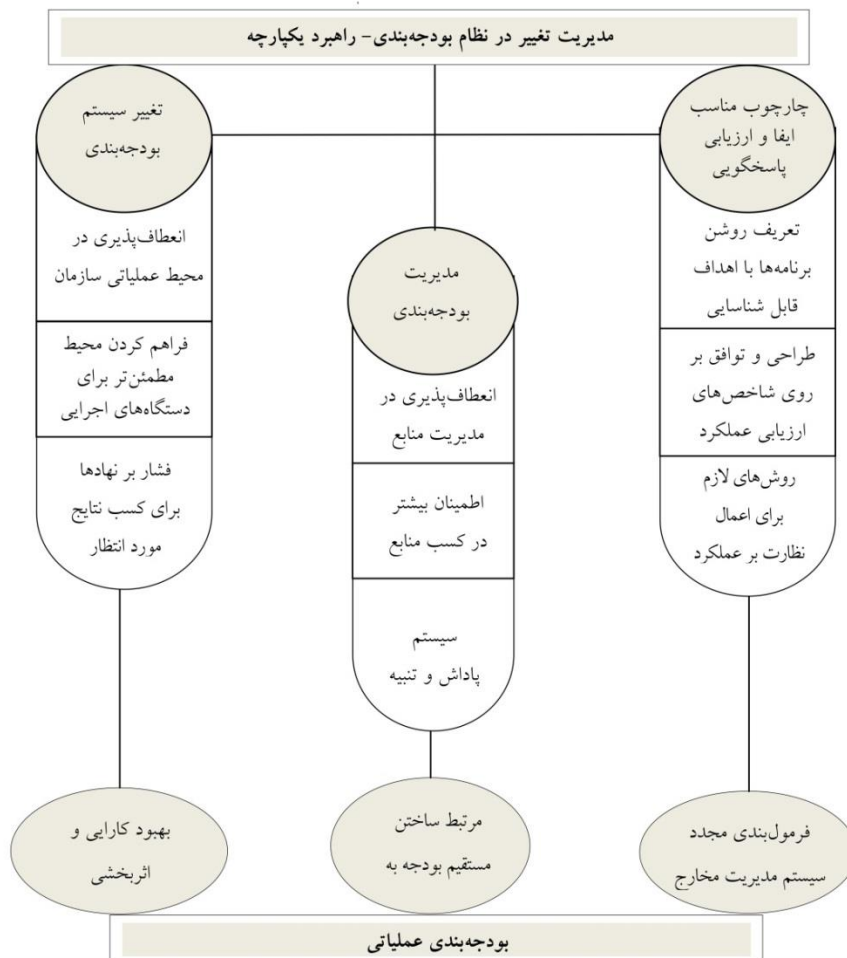 مدیریت تغییر در نظام بودجه‌بندی- راهبرد یکپارچه
چارچوب مناسب
ایفا و ارزیابی
پاسخگویی
تعریف روشن
برنامه‌ها با اهداف
قابل شناسایی
طراحی و توافق بر
روی شاخص‌های
ارزیابی عملکرد
روش‌های لازم
برای اعمال
نظارت بر عملکرد
فرمول‌بندی مجدد
سیستم مدیریت مخارج
مدیریت
بودجه‌بندی
انعطاف‌پذیری در
مدیریت منابع
اطمینان بیشتر
در کسب منابع
سیستم
پاداش و تنبیه
مرتبط ساختن
مستقیم بودجه به
تغییر سیستم
بودجه‌بندی
انعطاف‌پذیری در
محیط عملیاتی سازمان
فراهم کردن محیط
مطمئن‌تر برای
دستگاه‌های اجرایی
فشار بر نهادها
برای کسب نتایج
مورد انتظار
بهبود کارایی و
اثربخشی
بودجه‌بندی عملیاتی